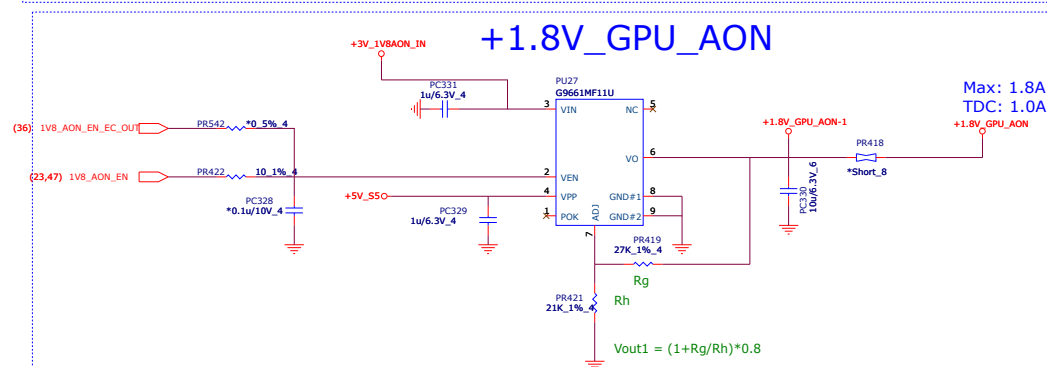 +1.8V_GPU_AON
+3V_1V8AON_IN
PU27
G9661MF11U
PC331
1u/6.3V_4
3 VIN
NC 5
Max: 1.8A
TDC: 1.0A
(36) 1V8_AON_EN_EC_OUT
PR542
*0_5%_4
+1.8V_GPU_AON-1
+1.8V_GPU_AON
PR418
*Short_8
VO 6
(23,47) 1V8_AON_EN
PR422
10_1%_4
2 VEN
PC330
10u/6.3V_6
+5V_S5
4 VPP
GND#1 8
PC328
*0.1u/10V_4
PC329
1u/6.3V_4
1 POK
ADJ
7
GND#2 9
PR419
27K_1%_4
Rg
PR421
21K_1%_4
Rh
Vout1 = (1+Rg/Rh)*0.8